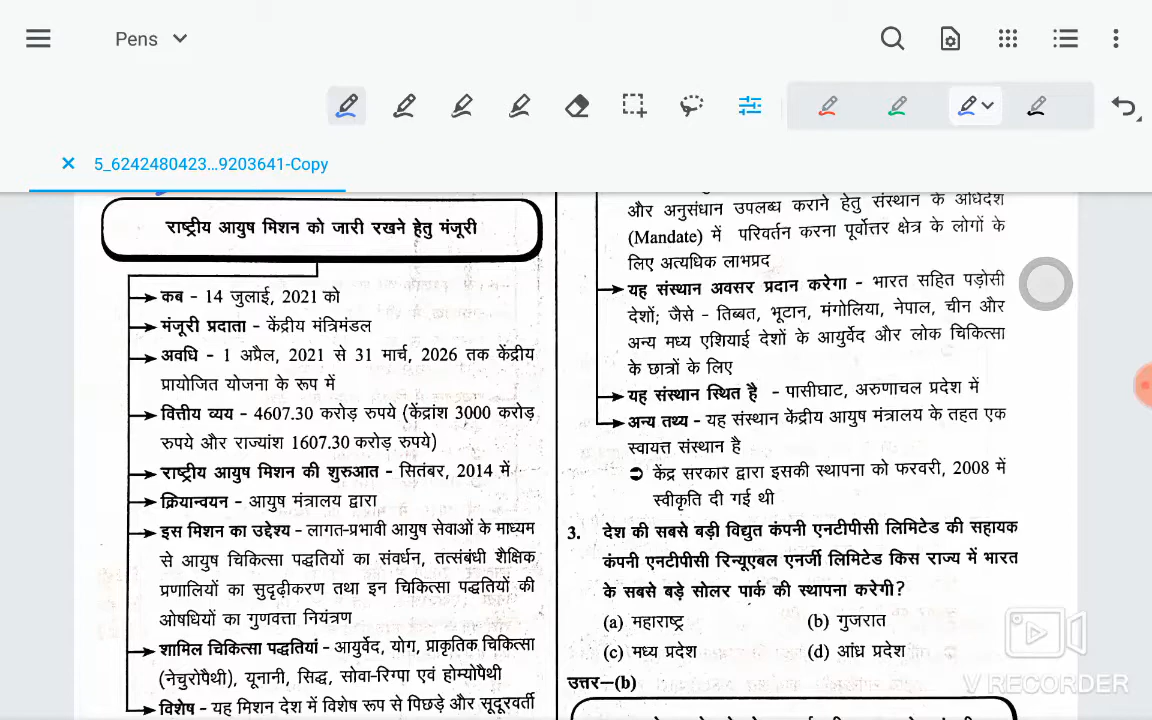 Pens
5_6242480423...9203641-Copy
राष्ट्रीय आयुष मिशन को जारी रखने हेतु मंजूरी
कब - 14 जुलाई, 2021 को
मंजूरी प्रदाता - केंद्रीय मंत्रिमंडल
अवधि - 1 अप्रैल, 2021 से 31 मार्च, 2026 तक केंद्रीय
प्रायोजित योजना के रूप में
वित्तीय व्यय - 4607.30 करोड़ रुपये (केंद्रांश 3000 करोड़
रुपये और राज्यांश 1607.30 करोड़ रुपये)
राष्ट्रीय आयुष मिशन की शुरुआत - सितंबर, 2014 में
क्रियान्वयन - आयुष मंत्रालय द्वारा
इस मिशन का उद्देश्य - लागत-प्रभावी आयुष सेवाओं के माध्यम
से आयुष चिकित्सा पद्धतियों का संवर्धन, तत्संबंधी शैक्षिक
प्रणालियों का सुदृढ़ीकरण तथा इन चिकित्सा पद्धतियों की
ओषधियों का गुणवत्ता नियंत्रण
शामिल चिकित्सा पद्धतियां - आयुर्वेद, योग, प्राकृतिक चिकित्सा
(नेचुरोपैथी), यूनानी, सिद्ध, सोवा-रिग्पा एवं होम्योपैथी
विशेष - यह मिशन देश में विशेष रूप से पिछड़े और सूदूरवर्ती
और अनुसंधान उपलब्ध कराने हेतु संस्थान के अधिदेश
(Mandate) में परिवर्तन करना पूर्वोत्तर क्षेत्र के लोगों के
लिए अत्यधिक लाभप्रद
यह संस्थान अवसर प्रदान करेगा - भारत सहित पड़ोसी
देशों; जैसे - तिब्बत, भूटान, मंगोलिया, नेपाल, चीन और
अन्य मध्य एशियाई देशों के आयुर्वेद और लोक चिकित्सा
के छात्रों के लिए
यह संस्थान स्थित है - पासीघाट, अरुणाचल प्रदेश में
अन्य तथ्य - यह संस्थान केंद्रीय आयुष मंत्रालय के तहत एक
स्वायत्त संस्थान है
➲ केंद्र सरकार द्वारा इसकी स्थापना को फरवरी, 2008 में
स्वीकृति दी गई थी
3. देश की सबसे बड़ी विद्युत कंपनी एनटीपीसी लिमिटेड की सहायक
कंपनी एनटीपीसी रिन्यूएबल एनर्जी लिमिटेड किस राज्य में भारत
के सबसे बड़े सोलर पार्क की स्थापना करेगी?
(a) महाराष्ट्र (b) गुजरात
(c) मध्य प्रदेश (d) आंध्र प्रदेश
उत्तर–(b)
V RECORDER